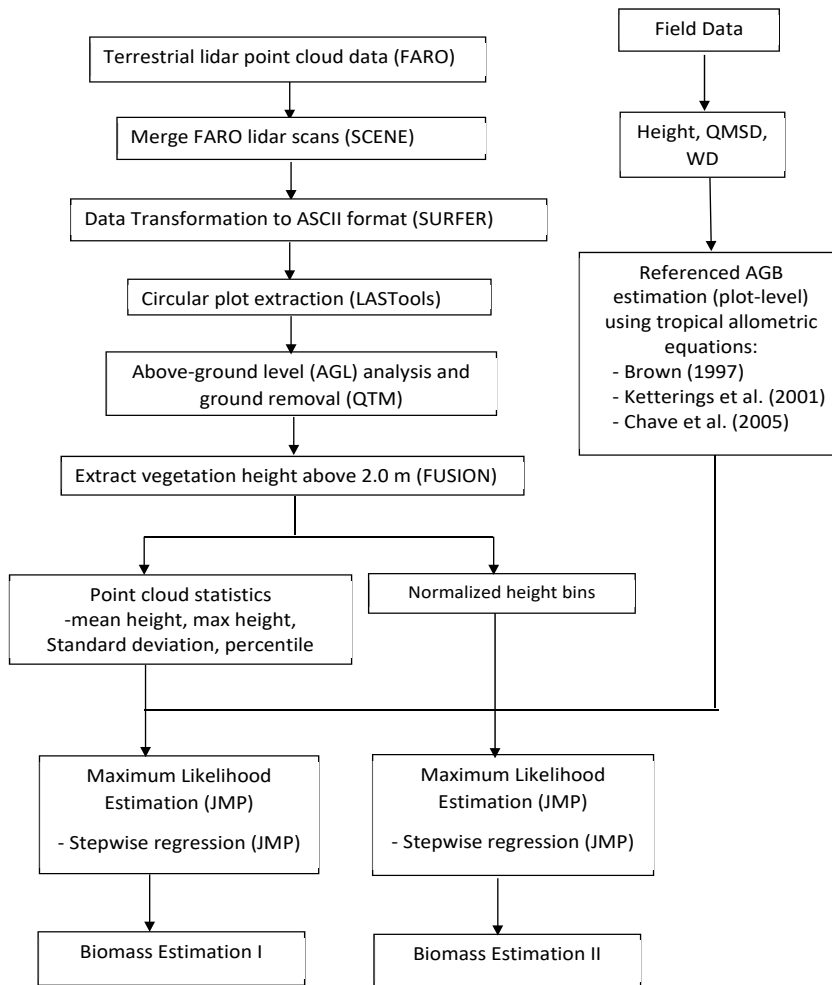 Terrestrial lidar point cloud data (FARO)
Merge FARO lidar scans (SCENE)
Data Transformation to ASCII format (SURFER)
Circular plot extraction (LASTools)
Above-ground level (AGL) analysis and
ground removal (QTM)
Extract vegetation height above 2.0 m (FUSION)
Field Data
Height, QMSD,
WD
Referenced AGB
estimation (plot-level)
using tropical allometric
equations:
- Brown (1997)
- Ketterings et al. (2001)
- Chave et al. (2005)
Point cloud statistics
-mean height, max height,
Standard deviation, percentile
Normalized height bins
Maximum Likelihood
Estimation (JMP)
- Stepwise regression (JMP)
Maximum Likelihood
Estimation (JMP)
- Stepwise regression (JMP)
Biomass Estimation I
Biomass Estimation II